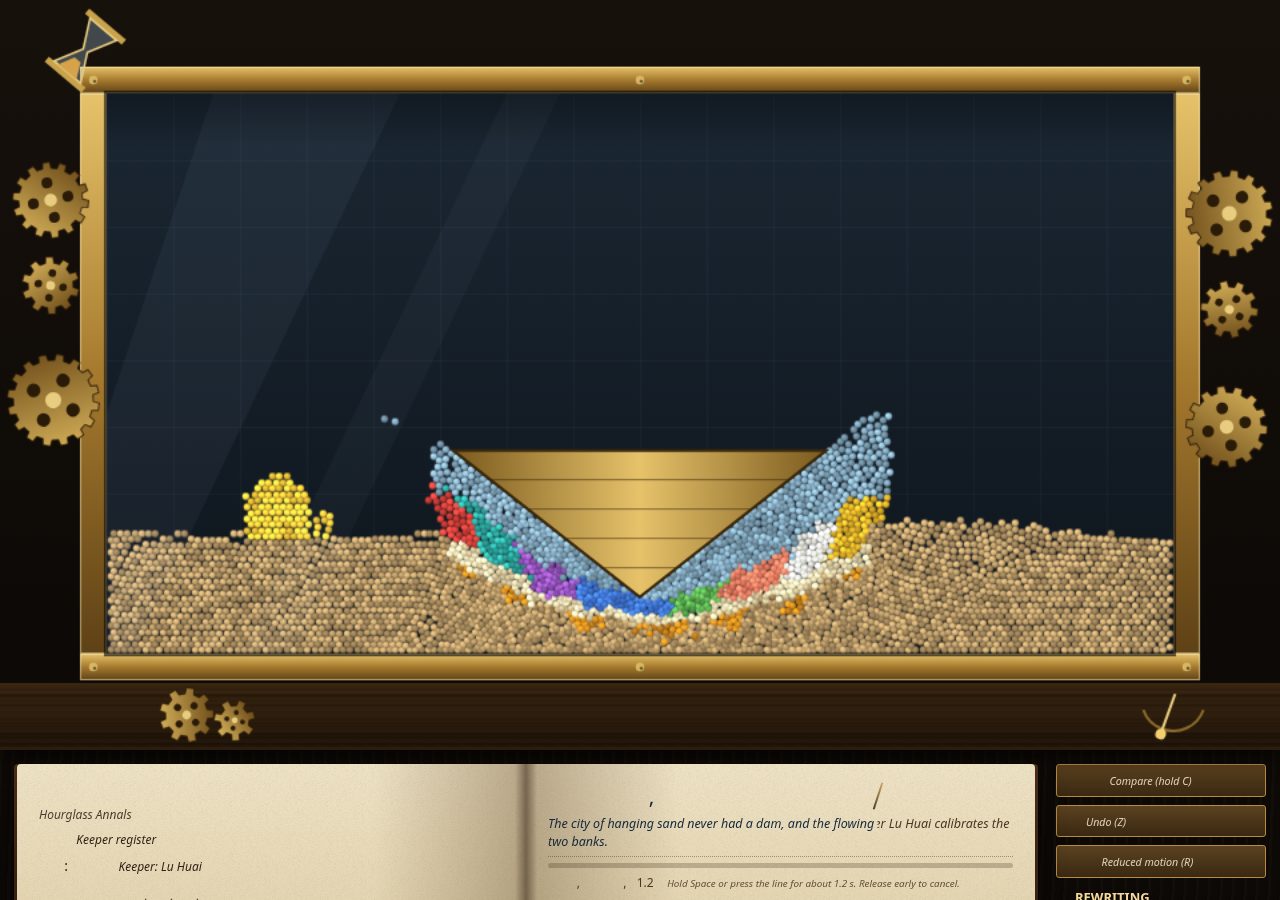 Hourglass Annals
Keeper register
: Keeper: Lu Huai
,
The city of hanging sand never had a dam, and the flowing er Lu Huai calibrates the
two banks.
, , 1.2 Hold Space or press the line for about 1.2 s. Release early to cancel.
Compare (hold C)
Undo (Z)
Reduced motion (R)
REWRITING